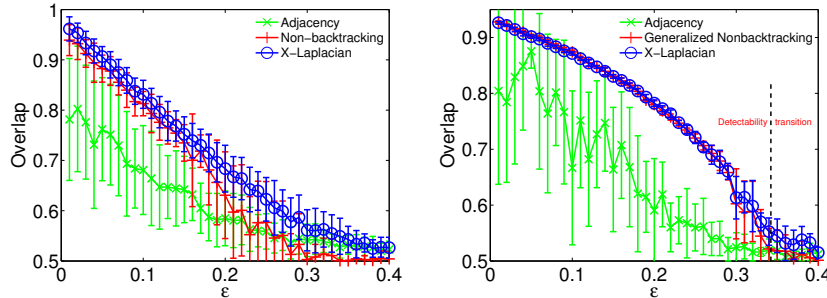 Adjacency
Non-backtracking
X-Laplacian
Overlap
1
0.9
0.8
0.7
0.6
0.5
0
0.1
0.2
0.3
0.4
ε
Adjacency
Generalized Nonbacktracking
X-Laplacian
Detectability transition
Overlap
0.9
0.8
0.7
0.6
0.5
0
0.1
0.2
0.3
0.4
ε